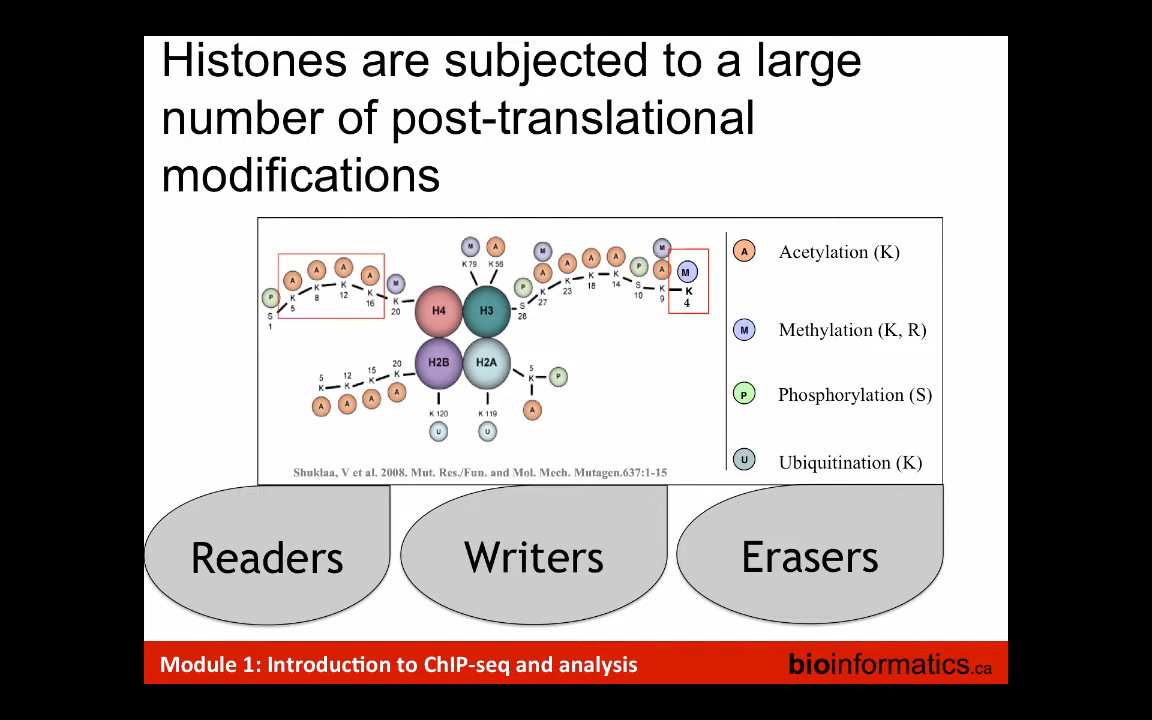 Histones are subjected to a large
number of post-translational
modifications
M A
K 79 K 56
P A A A A M
S K K K K K
1 5 8 12 16 20
H4 H3
P M A A A A P M A M
S K K K K S K K
28 27 23 18 14 10 9 4
H2B H2A
5 12 15 20
K K K K
A A A A
K 120 K 119
U U
5
K P
A
Shuklaa, V et al. 2008. Mut. Res./Fun. and Mol. Mech. Mutagen.637:1-15
A Acetylation (K)
M Methylation (K, R)
P Phosphorylation (S)
U Ubiquitination (K)
Readers Writers Erasers
Module 1: Introduction to ChIP-seq and analysis
bioinformatics.ca